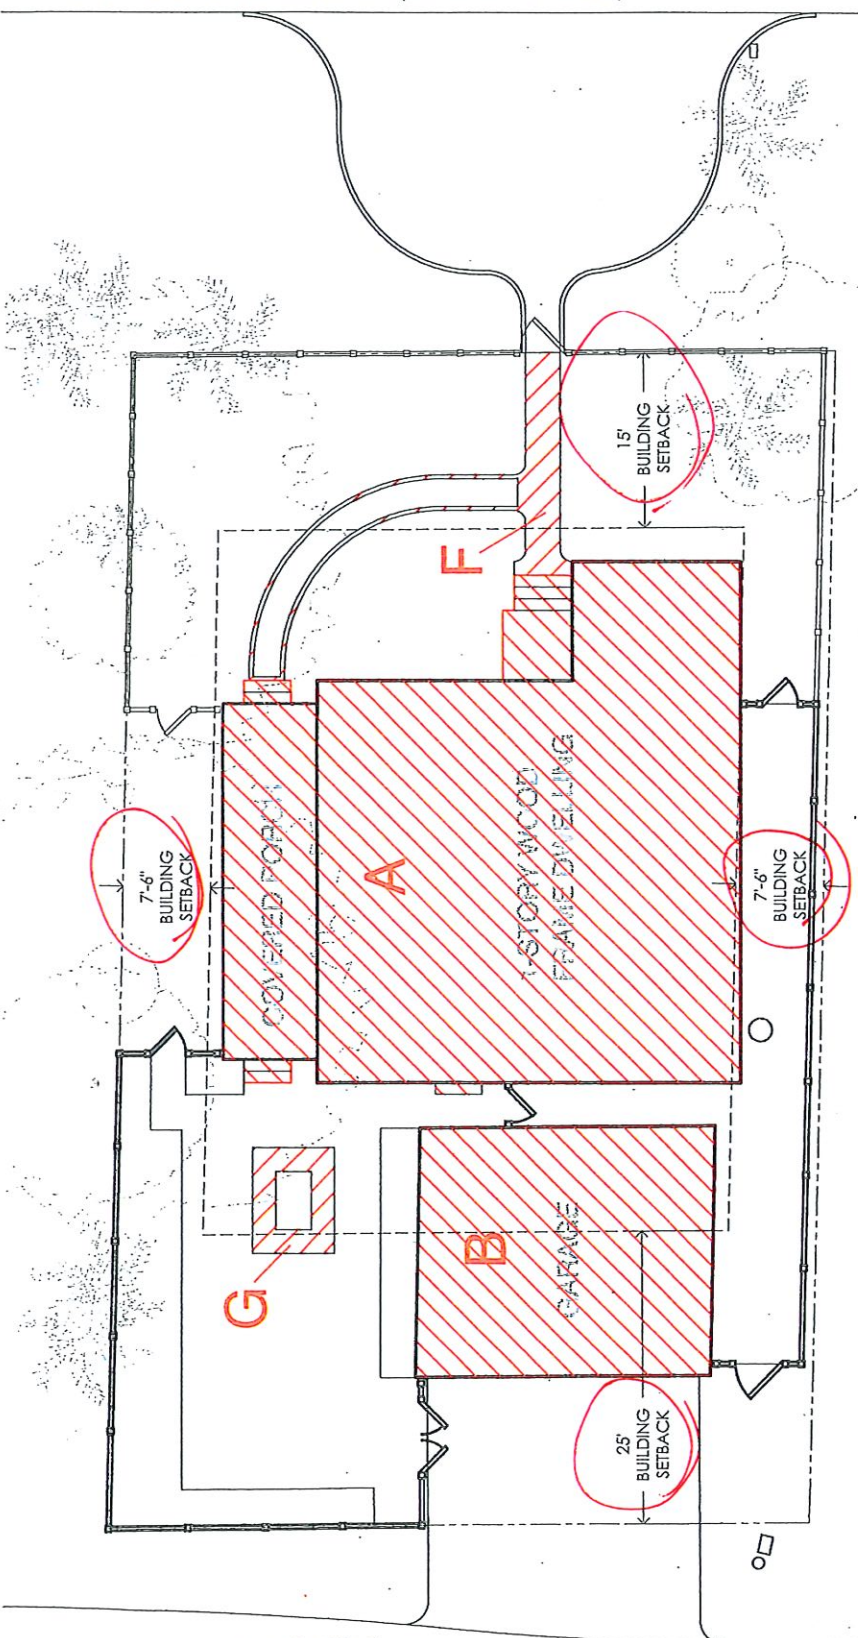 15'
BUILDING
SETBACK
F
7'-6"
BUILDING
SETBACK
COVERED PORCH
A
1-STORY WOOD
FRAME DWELLING
7'-6"
BUILDING
SETBACK
G
B
GARAGE
25'
BUILDING
SETBACK